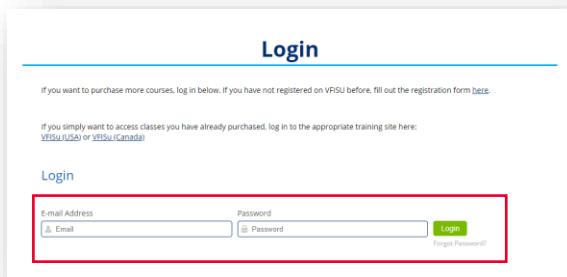 Login
If you want to purchase more courses, log in below. If you have not registered on VFISU before, fill out the registration form here.
If you simply want to access classes you have already purchased, log in to the appropriate training site here:
VFISu (USA) or VFISu (Canada)
Login
E-mail Address Password
Email Password Login
Forgot Password?